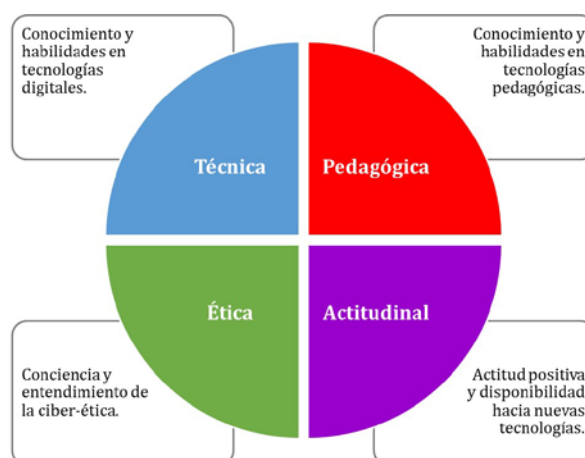 Conocimiento y
habilidades en
tecnologías
digitales.
Conocimiento y
habilidades en
tecnologías
pedagógicas.
Técnica
Pedagógica
Ética
Actitudinal
Conciencia y
entendimiento de
la ciber-ética.
Actitud positiva
y disponibilidad
hacia nuevas
tecnologías.